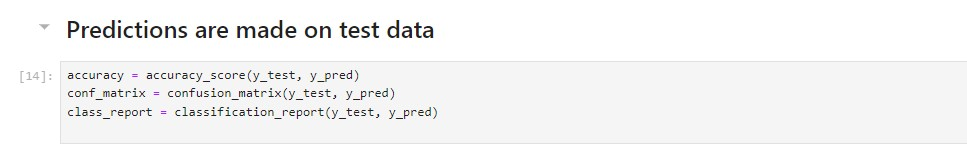 Predictions are made on test data
[14]: accuracy = accuracy_score(y_test, y_pred)
conf_matrix = confusion_matrix(y_test, y_pred)
class_report = classification_report(y_test, y_pred)